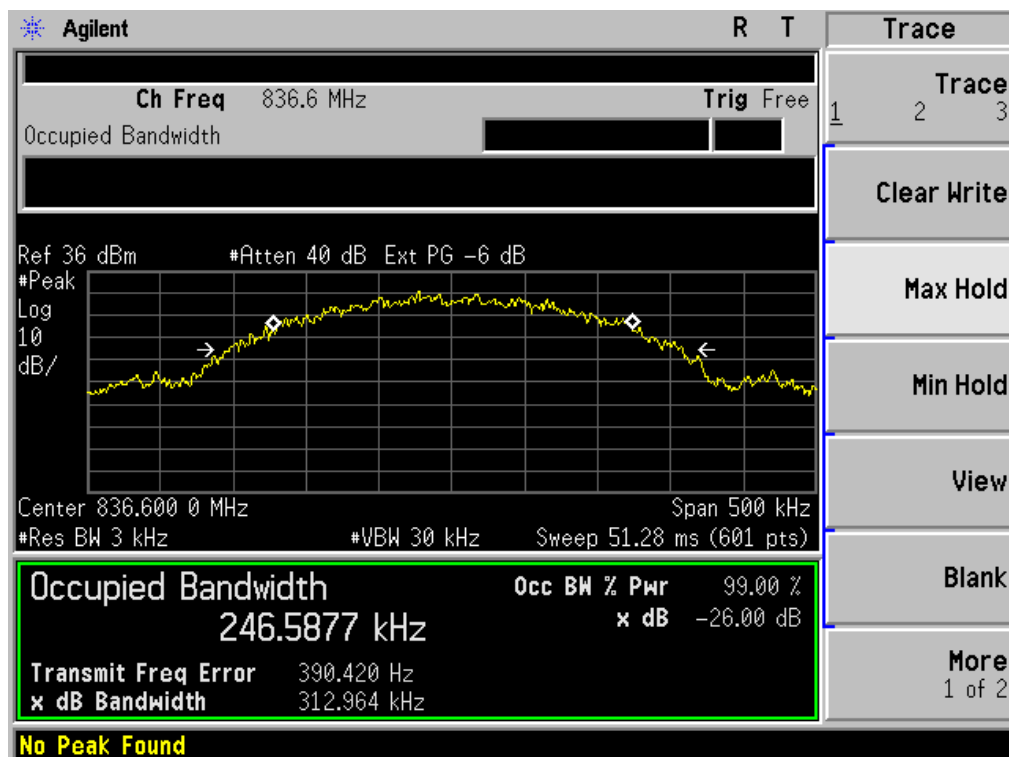 Agilent R T Trace
Ch Freq 836.6 MHz Trig Free
Occupied Bandwidth
Trace
1 2 3
Clear Write
Ref 36 dBm #Atten 40 dB Ext PG -6 dB
#Peak
Log
10
dB/
Max Hold
Min Hold
View
Center 836.600 0 MHz Span 500 kHz
#Res BW 3 kHz #VBW 30 kHz Sweep 51.28 ms (601 pts)
Occupied Bandwidth Occ BW % Pwr 99.00 %
246.5877 kHz x dB -26.00 dB
Transmit Freq Error 390.420 Hz
x dB Bandwidth 312.964 kHz
Blank
More
1 of 2
No Peak Found